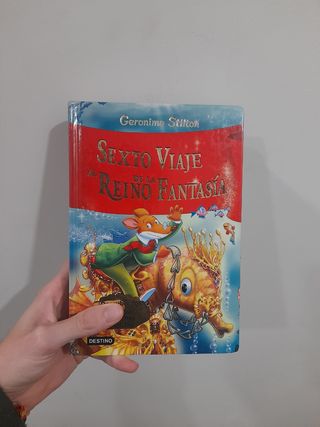 Geronimo Stilton
SEXTO VIAJE
AL REINO DE LA FANTASÍA
DESTINO